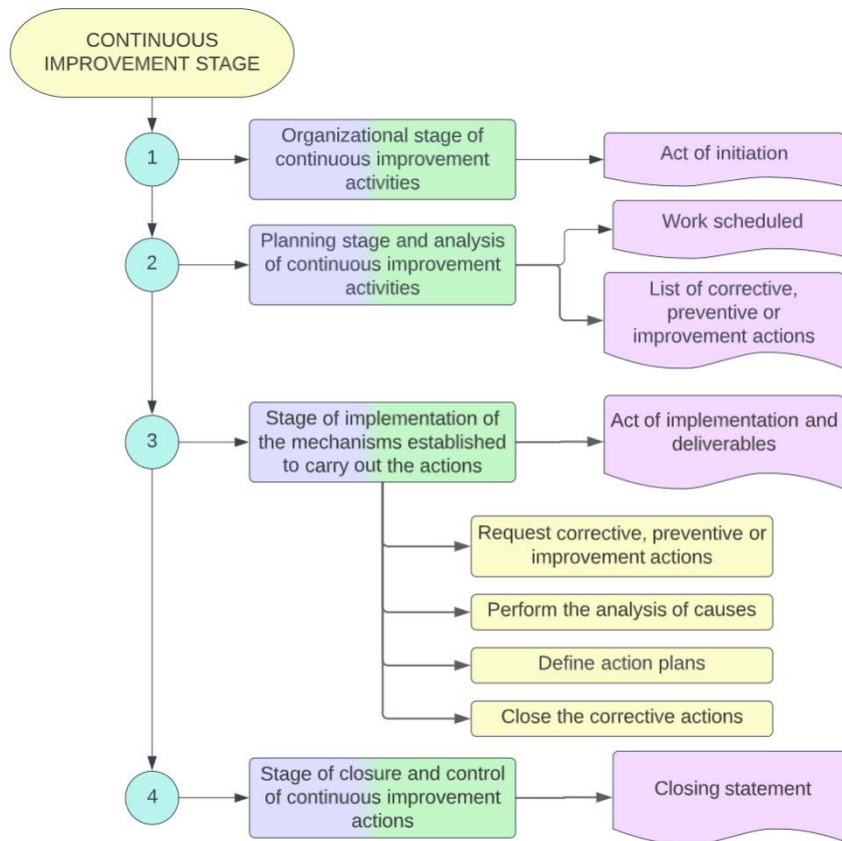 CONTINUOUS
IMPROVEMENT STAGE
1
Organizational stage of
continuous improvement
activities
Act of initiation
2
Planning stage and analysis
of continuous improvement
activities
Work scheduled
List of corrective,
preventive or
improvement actions
3
Stage of implementation of
the mechanisms established
to carry out the actions
Act of implementation and
deliverables
Request corrective, preventive or
improvement actions
Perform the analysis of causes
Define action plans
Close the corrective actions
4
Stage of closure and control
of continuous improvement
actions
Closing statement